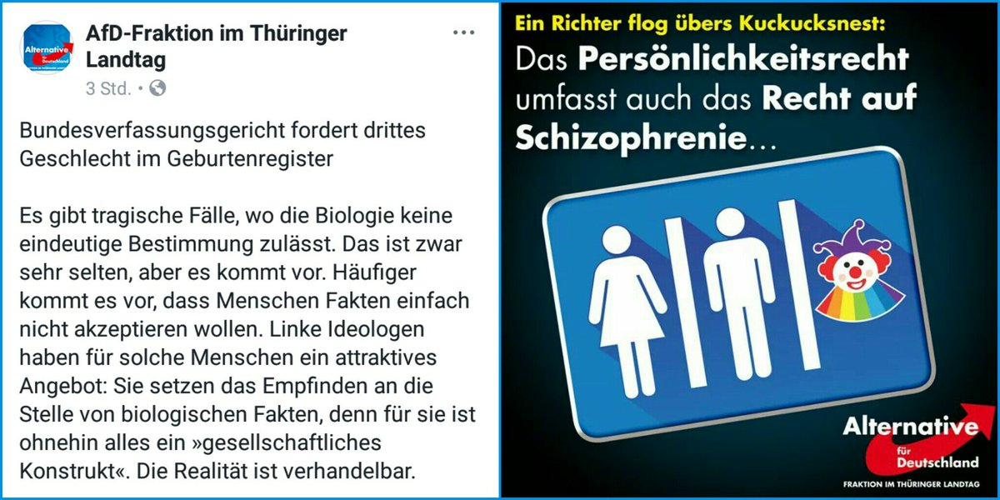 AfD-Fraktion im Thüringer
Landtag
3 Std.
Alternative
für
Deutschland
FRAKTION IM THÜRINGER LANDTAG
Bundesverfassungsgericht fordert drittes
Geschlecht im Geburtenregister
Es gibt tragische Fälle, wo die Biologie keine
eindeutige Bestimmung zulässt. Das ist zwar
sehr selten, aber es kommt vor. Häufiger
kommt es vor, dass Menschen Fakten einfach
nicht akzeptieren wollen. Linke Ideologen
haben für solche Menschen ein attraktives
Angebot: Sie setzen das Empfinden an die
Stelle von biologischen Fakten, denn für sie ist
ohnehin alles ein »gesellschaftliches
Konstrukt«. Die Realität ist verhandelbar.
Ein Richter flog übers Kuckucksnest:
Das Persönlichkeitsrecht
umfasst auch das Recht auf
Schizophrenie...
Alternative
für
Deutschland
FRAKTION IM THÜRINGER LANDTAG